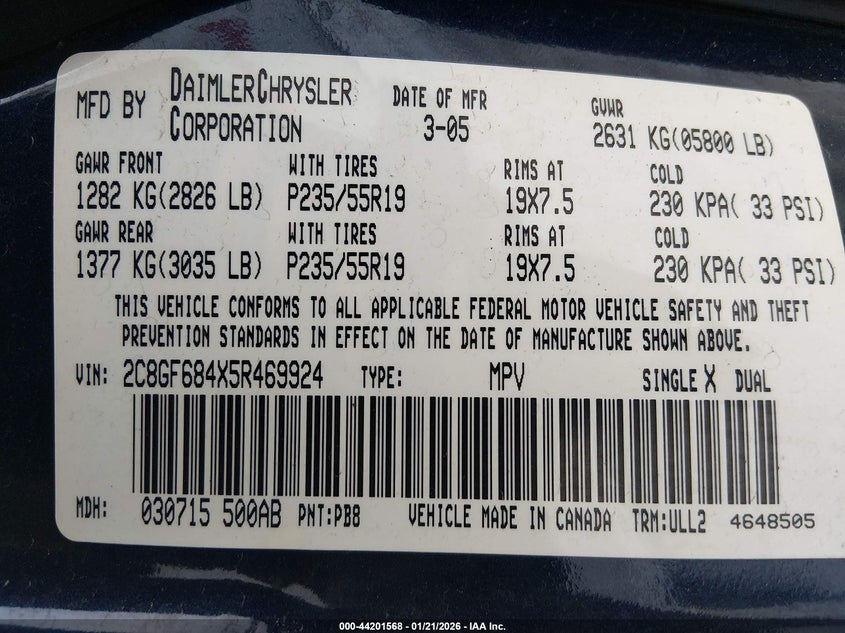 MFD BY DAIMLERCHRYSLER CORPORATION DATE OF MFR 3-05 GVWR 2631 KG(05800 LB)
GAWR FRONT WITH TIRES RIMS AT COLD
1282 KG(2826 LB) P235/55R19 19X7.5 230 KPA( 33 PSI)
GAWR REAR WITH TIRES RIMS AT COLD
1377 KG(3035 LB) P235/55R19 19X7.5 230 KPA( 33 PSI)
THIS VEHICLE CONFORMS TO ALL APPLICABLE FEDERAL MOTOR VEHICLE SAFETY AND THEFT
PREVENTION STANDARDS IN EFFECT ON THE DATE OF MANUFACTURE SHOWN ABOVE.
VIN: 2C8GF684X5R469924 TYPE: MPV SINGLE X DUAL
MDH: 030715 500AB PNT:PB8 VEHICLE MADE IN CANADA TRM:ULL2 4648505
000-44201568 - 01/21/2026 - IAA Inc.